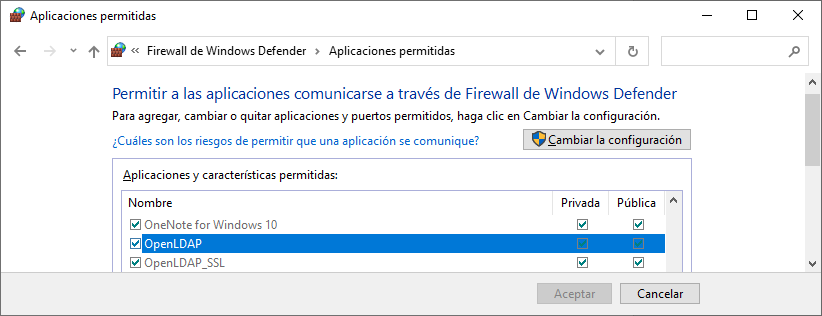 Aplicaciones permitidas
« Firewall de Windows Defender › Aplicaciones permitidas
Permitir a las aplicaciones comunicarse a través de Firewall de Windows Defender
Para agregar, cambiar o quitar aplicaciones y puertos permitidos, haga clic en Cambiar la configuración.
¿Cuáles son los riesgos de permitir que una aplicación se comunique?
Cambiar la configuración
Aplicaciones y características permitidas:
Nombre Privada Pública
OneNote for Windows 10
OpenLDAP
OpenLDAP_SSL
Aceptar Cancelar